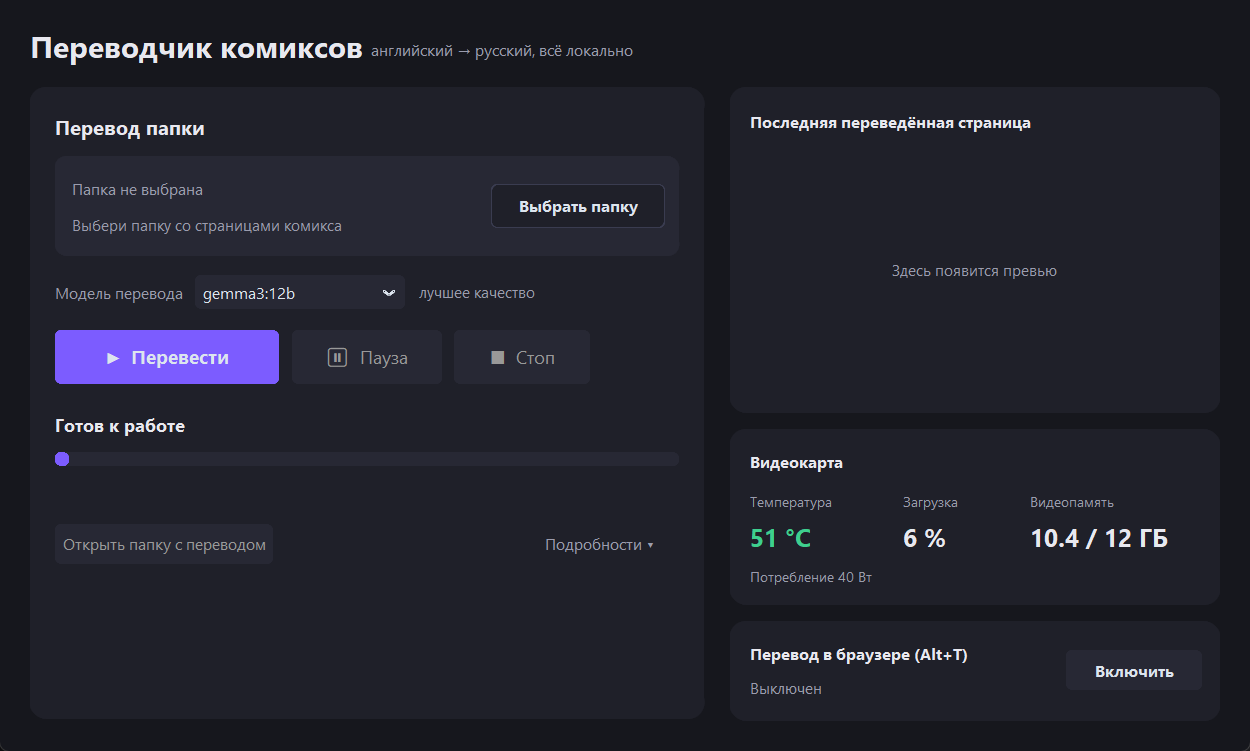 Переводчик комиксов английский → русский, всё локально
Перевод папки
Папка не выбрана
Выбери папку со страницами комикса
Выбрать папку
Модель перевода gemma3:12b лучшее качество
▶ Перевести ⏸ Пауза ■ Стоп
Готов к работе
Открыть папку с переводом Подробности ▾
Последняя переведённая страница
Здесь появится превью
Видеокарта
Температура Загрузка Видеопамять
51 °C 6 % 10.4 / 12 ГБ
Потребление 40 Вт
Перевод в браузере (Alt+T)
Выключен
Включить